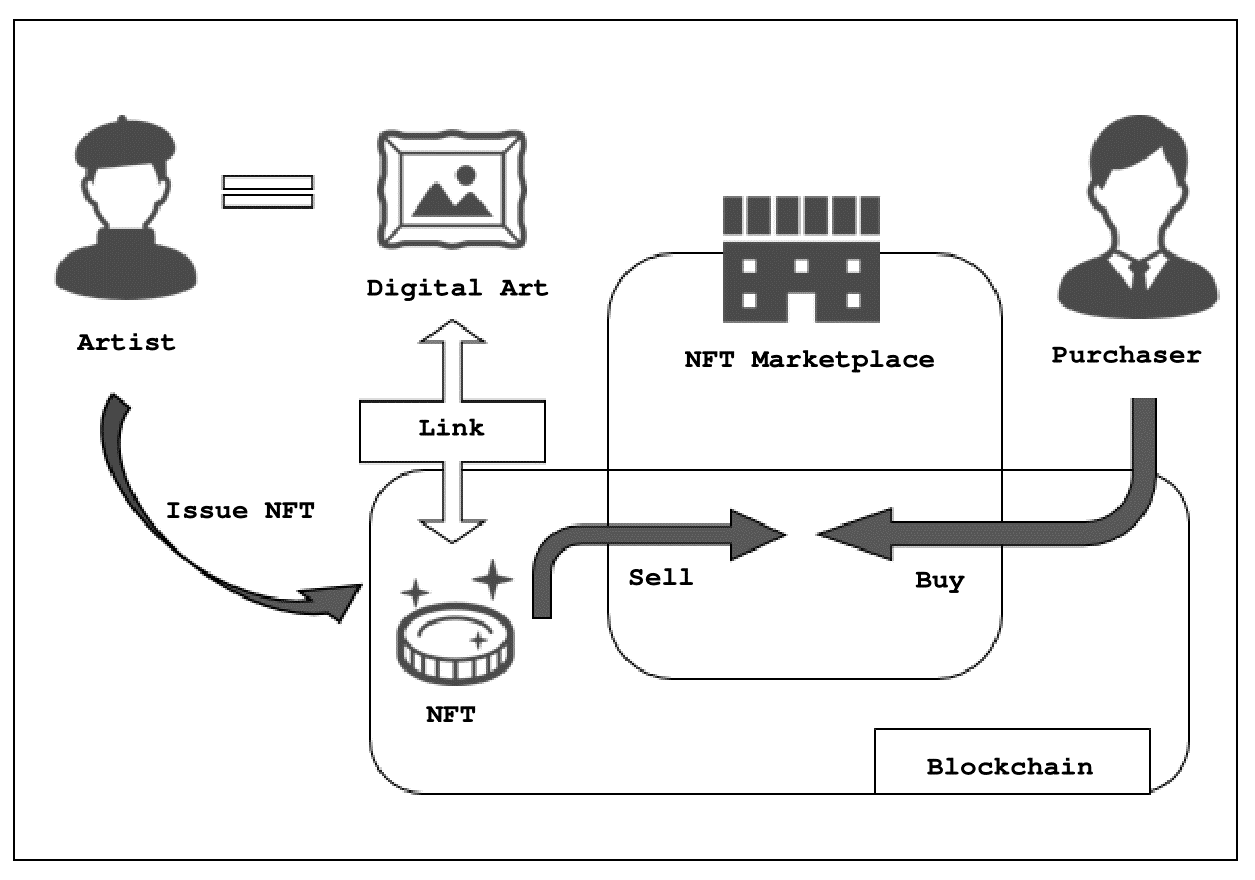 Digital Art
Artist
NFT Marketplace
Purchaser
Link
Issue NFT
Sell
Buy
NFT
Blockchain